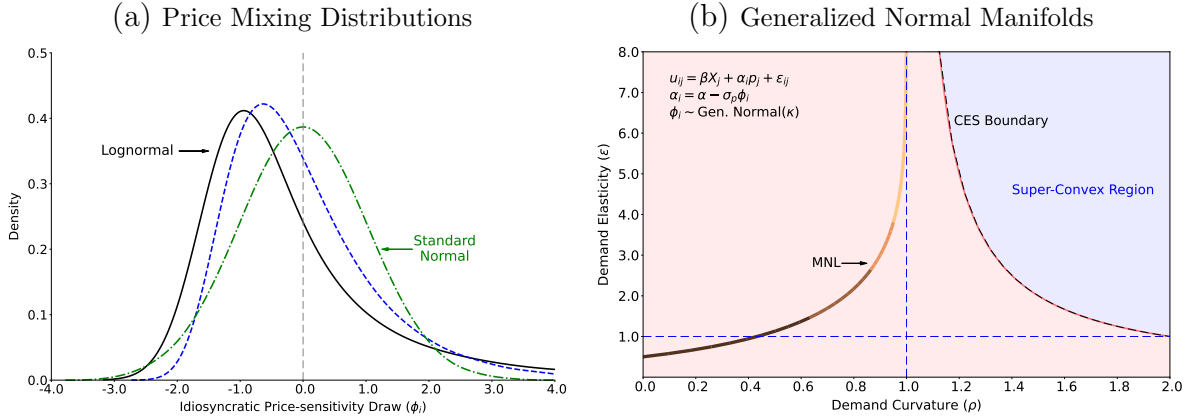 (a) Price Mixing Distributions
0.5
0.4
0.3
0.2
0.1
0.0
Density
Lognormal
Standard
Normal
-4.0 -3.0 -2.0 -1.0 0.0 1.0 2.0 3.0 4.0
Idiosyncratic Price-sensitivity Draw (ϕᵢ)
(b) Generalized Normal Manifolds
8.0
7.0
6.0
5.0
4.0
3.0
2.0
1.0
Demand Elasticity (ε)
uᵢⱼ = βXⱼ + αᵢpⱼ + εᵢⱼ
αᵢ = α − σₚϕᵢ
ϕᵢ ~ Gen. Normal(κ)
CES Boundary
Super-Convex Region
MNL
0.0 0.2 0.4 0.6 0.8 1.0 1.2 1.4 1.6 1.8 2.0
Demand Curvature (ρ)